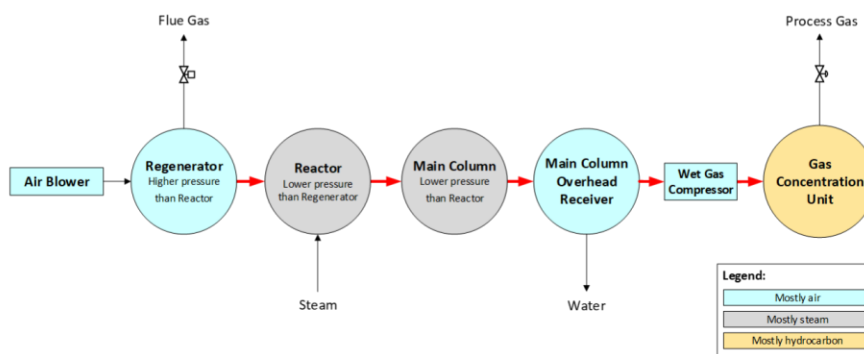 Flue Gas
Process Gas
Air Blower
Regenerator
Higher pressure
than Reactor
Reactor
Lower pressure
than Regenerator
Main Column
Lower pressure
than Reactor
Main Column
Overhead
Receiver
Wet Gas
Compressor
Gas
Concentration
Unit
Steam
Water
Legend:
Mostly air
Mostly steam
Mostly hydrocarbon